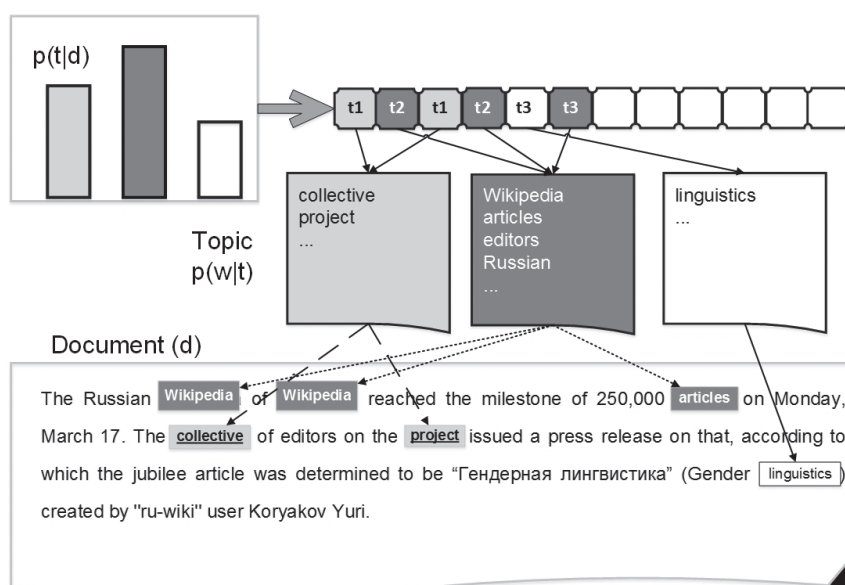 p(t|d)
t1 t2 t1 t2 t3 t3
collective
project
...
Wikipedia
articles
editors
Russian
...
linguistics
...
Topic
p(w|t)
Document (d)
The Russian Wikipedia of Wikipedia reached the milestone of 250,000 articles on Monday,
March 17. The collective of editors on the project issued a press release on that, according to
which the jubilee article was determined to be “Гендерная лингвистика” (Gender linguistics)
created by "ru-wiki" user Koryakov Yuri.